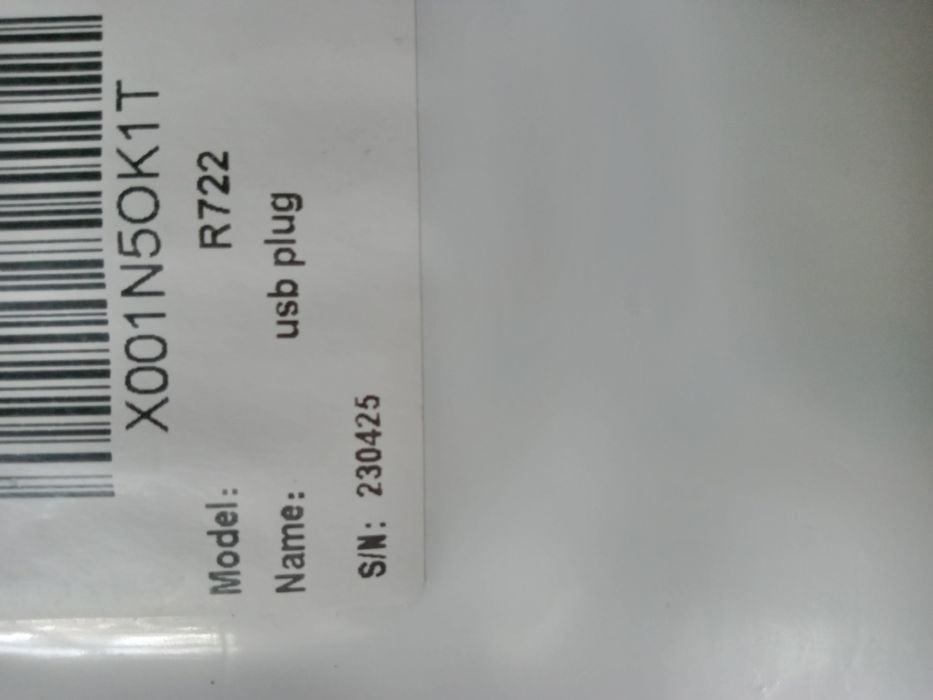 X001N5OK1T
Model: R722
Name: usb plug
S/N: 230425